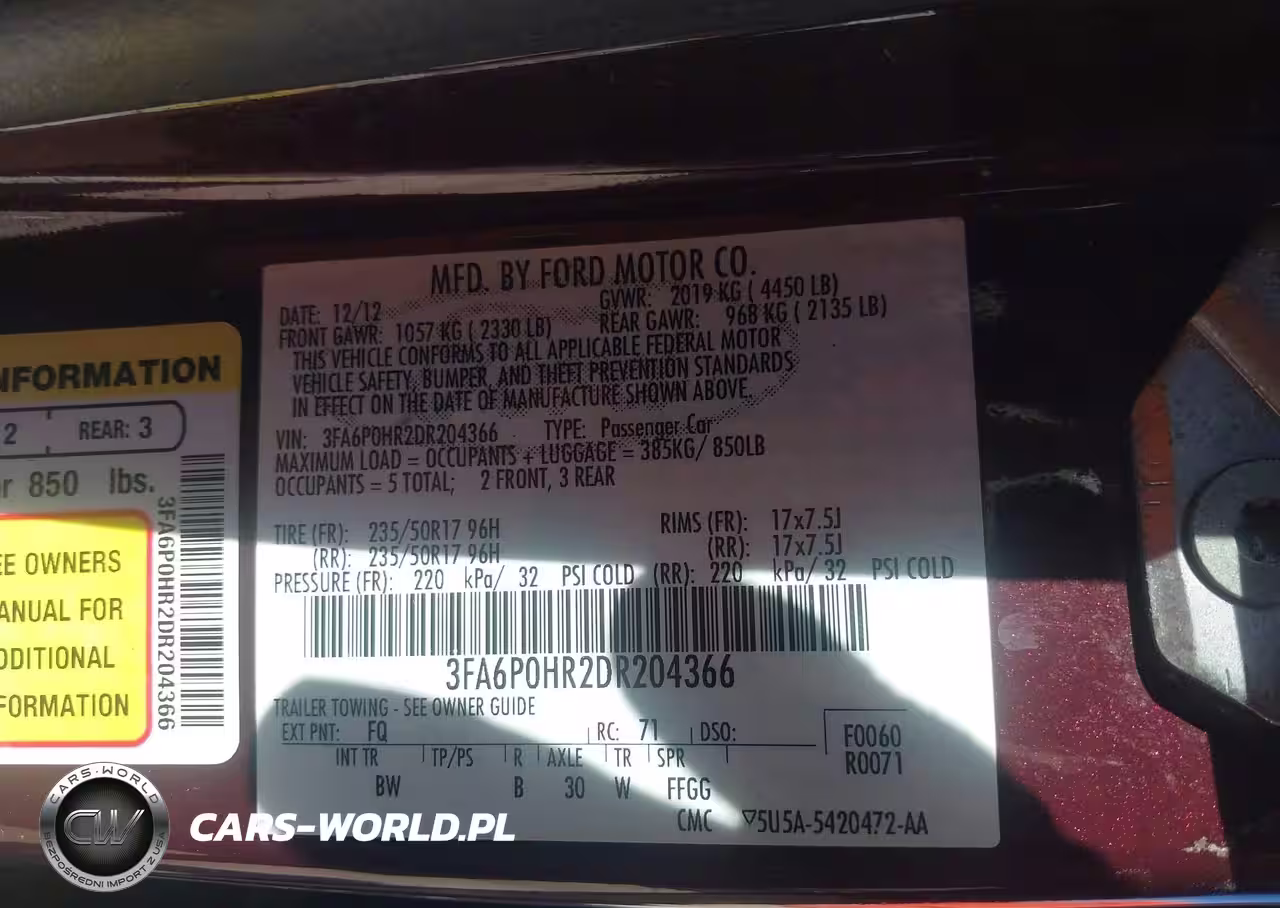 MFD. BY FORD MOTOR CO.
DATE: 12/12
GVWR: 2019 KG ( 4450 LB)
FRONT GAWR: 1057 KG ( 2330 LB)
REAR GAWR: 968 KG ( 2135 LB)
THIS VEHICLE CONFORMS TO ALL APPLICABLE FEDERAL MOTOR
VEHICLE SAFETY, BUMPER, AND THEFT PREVENTION STANDARDS
IN EFFECT ON THE DATE OF MANUFACTURE SHOWN ABOVE.
VIN: 3FA6P0HR2DR204366 TYPE: Passenger Car
MAXIMUM LOAD = OCCUPANTS + LUGGAGE = 385KG/ 850LB
OCCUPANTS = 5 TOTAL; 2 FRONT, 3 REAR
TIRE (FR): 235/50R17 96H RIMS (FR): 17x7.5J
(RR): 235/50R17 96H (RR): 17x7.5J
PRESSURE (FR): 220 kPa/ 32 PSI COLD (RR): 220 kPa/ 32 PSI COLD
3FA6P0HR2DR204366
TRAILER TOWING - SEE OWNER GUIDE
EXT PNT: FQ RC: 71 DSO:
F0060
R0071
INT TR TP/PS R AXLE TR SPR
BW B 30 W FFGG
CMC ▽5U5A-5420472-AA
NFORMATION
2 REAR: 3
or 850 lbs.
3FA6P0HR2DR204366
EE OWNERS
ANUAL FOR
DDITIONAL
FORMATION
CARS-WORLD
CW
BEZPOŚREDNI IMPORT Z USA
CARS-WORLD.PL